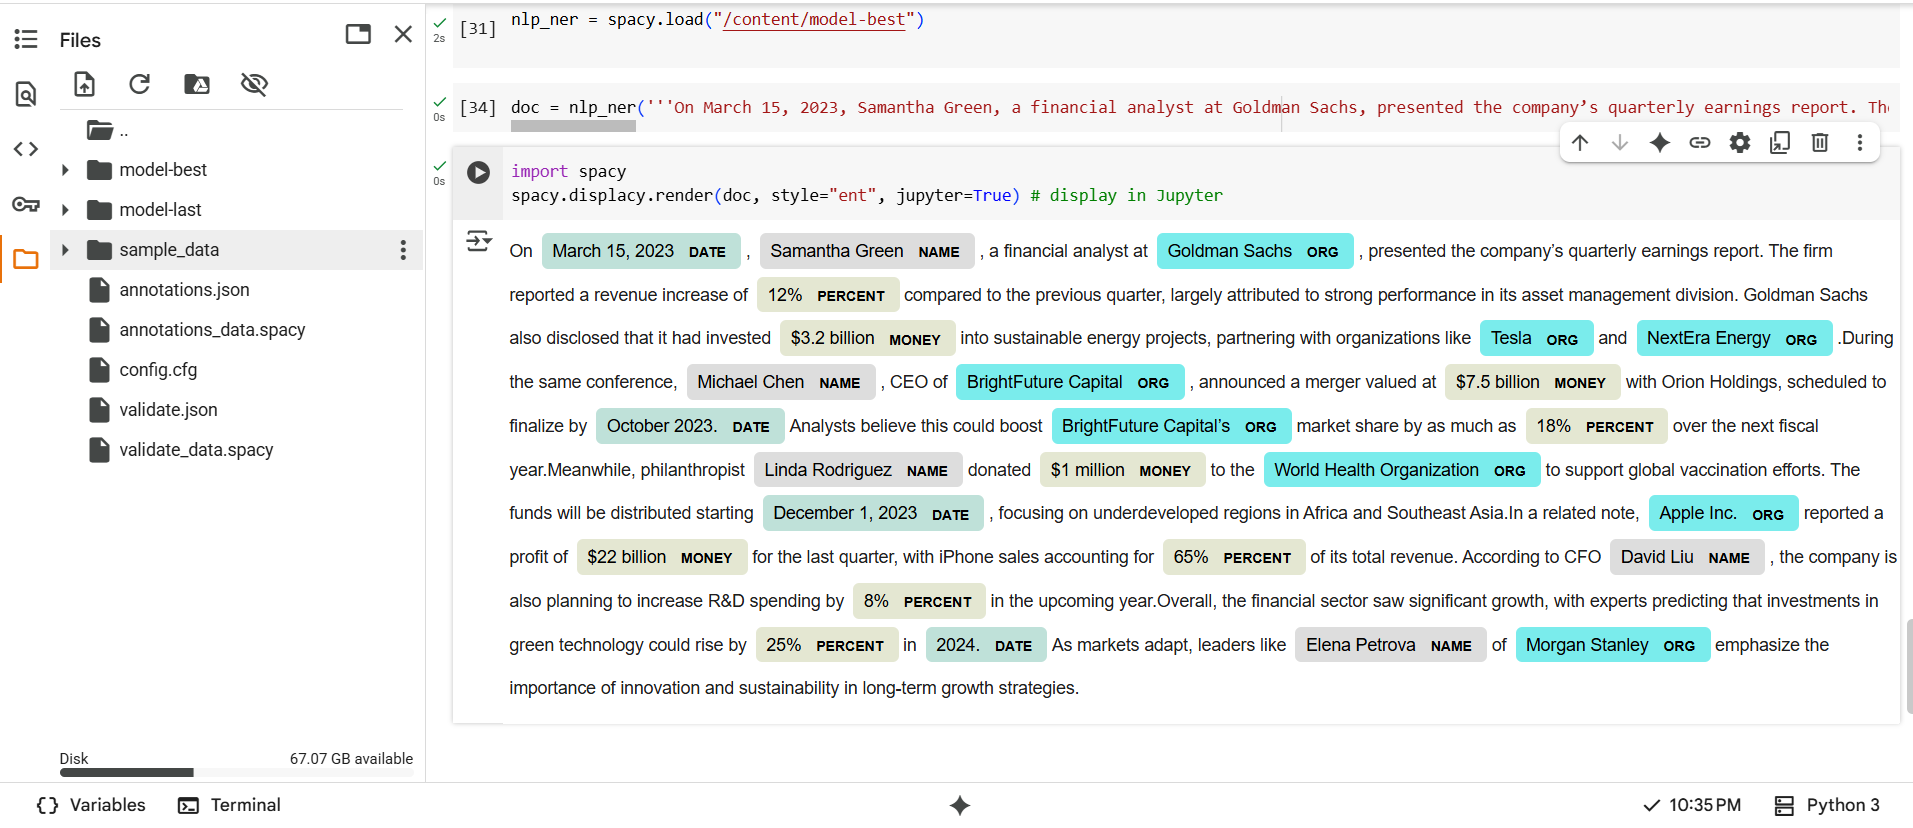 Files
..
model-best
model-last
sample_data
annotations.json
annotations_data.spacy
config.cfg
validate.json
validate_data.spacy
Disk
67.07 GB available
2s
[31]
nlp_ner = spacy.load("/content/model-best")
0s
[34]
doc = nlp_ner('''On March 15, 2023, Samantha Green, a financial analyst at Goldman Sachs, presented the company’s quarterly earnings report. The
0s
import spacy
spacy.displacy.render(doc, style="ent", jupyter=True) # display in Jupyter
On March 15, 2023 DATE , Samantha Green NAME , a financial analyst at Goldman Sachs ORG , presented the company’s quarterly earnings report. The firm
reported a revenue increase of 12% PERCENT compared to the previous quarter, largely attributed to strong performance in its asset management division. Goldman Sachs
also disclosed that it had invested $3.2 billion MONEY into sustainable energy projects, partnering with organizations like Tesla ORG and NextEra Energy ORG .During
the same conference, Michael Chen NAME , CEO of BrightFuture Capital ORG , announced a merger valued at $7.5 billion MONEY with Orion Holdings, scheduled to
finalize by October 2023. DATE Analysts believe this could boost BrightFuture Capital’s ORG market share by as much as 18% PERCENT over the next fiscal
year.Meanwhile, philanthropist Linda Rodriguez NAME donated $1 million MONEY to the World Health Organization ORG to support global vaccination efforts. The
funds will be distributed starting December 1, 2023 DATE , focusing on underdeveloped regions in Africa and Southeast Asia.In a related note, Apple Inc. ORG reported a
profit of $22 billion MONEY for the last quarter, with iPhone sales accounting for 65% PERCENT of its total revenue. According to CFO David Liu NAME , the company is
also planning to increase R&D spending by 8% PERCENT in the upcoming year.Overall, the financial sector saw significant growth, with experts predicting that investments in
green technology could rise by 25% PERCENT in 2024. DATE As markets adapt, leaders like Elena Petrova NAME of Morgan Stanley ORG emphasize the
importance of innovation and sustainability in long-term growth strategies.
Variables
Terminal
10:35 PM
Python 3